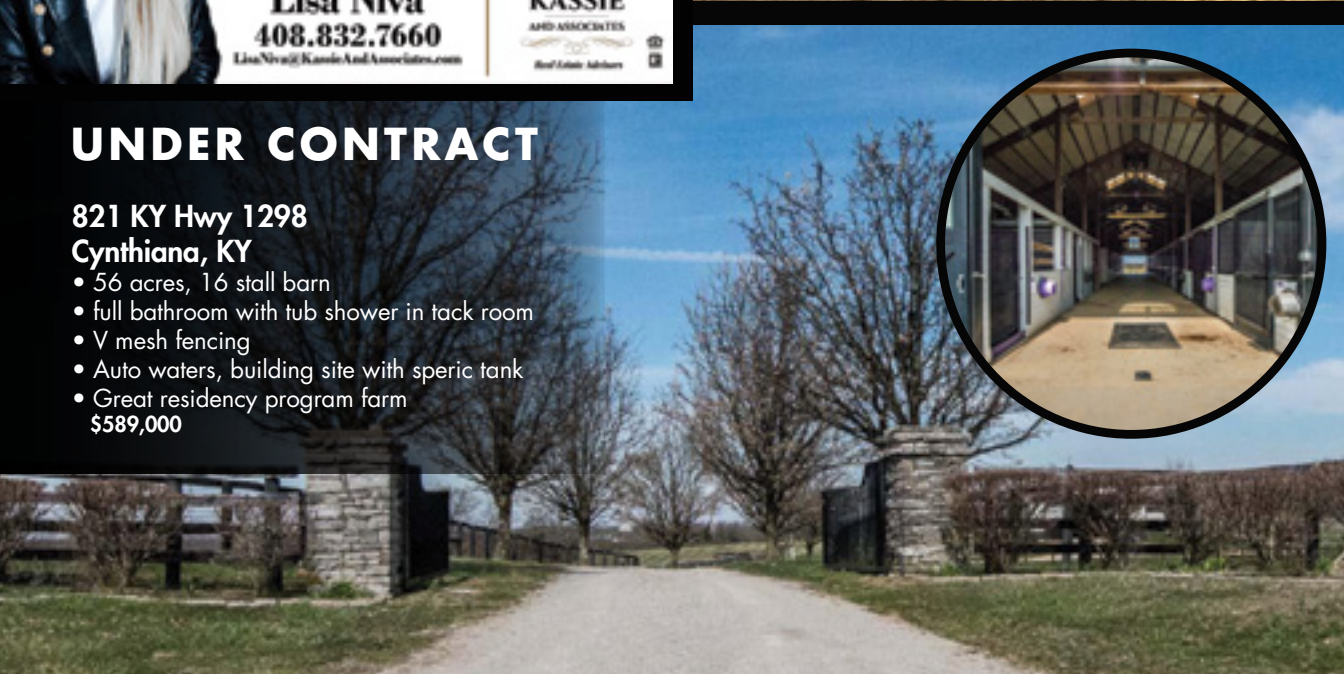 Lisa Niva
408.832.7660
LisaNiva@KassieAndAssociates.com
KASSIE
AND ASSOCIATES
Real Estate Advisors
UNDER CONTRACT
821 KY Hwy 1298
Cynthiana, KY
• 56 acres, 16 stall barn
• full bathroom with tub shower in tack room
• V mesh fencing
• Auto waters, building site with speric tank
• Great residency program farm
$589,000